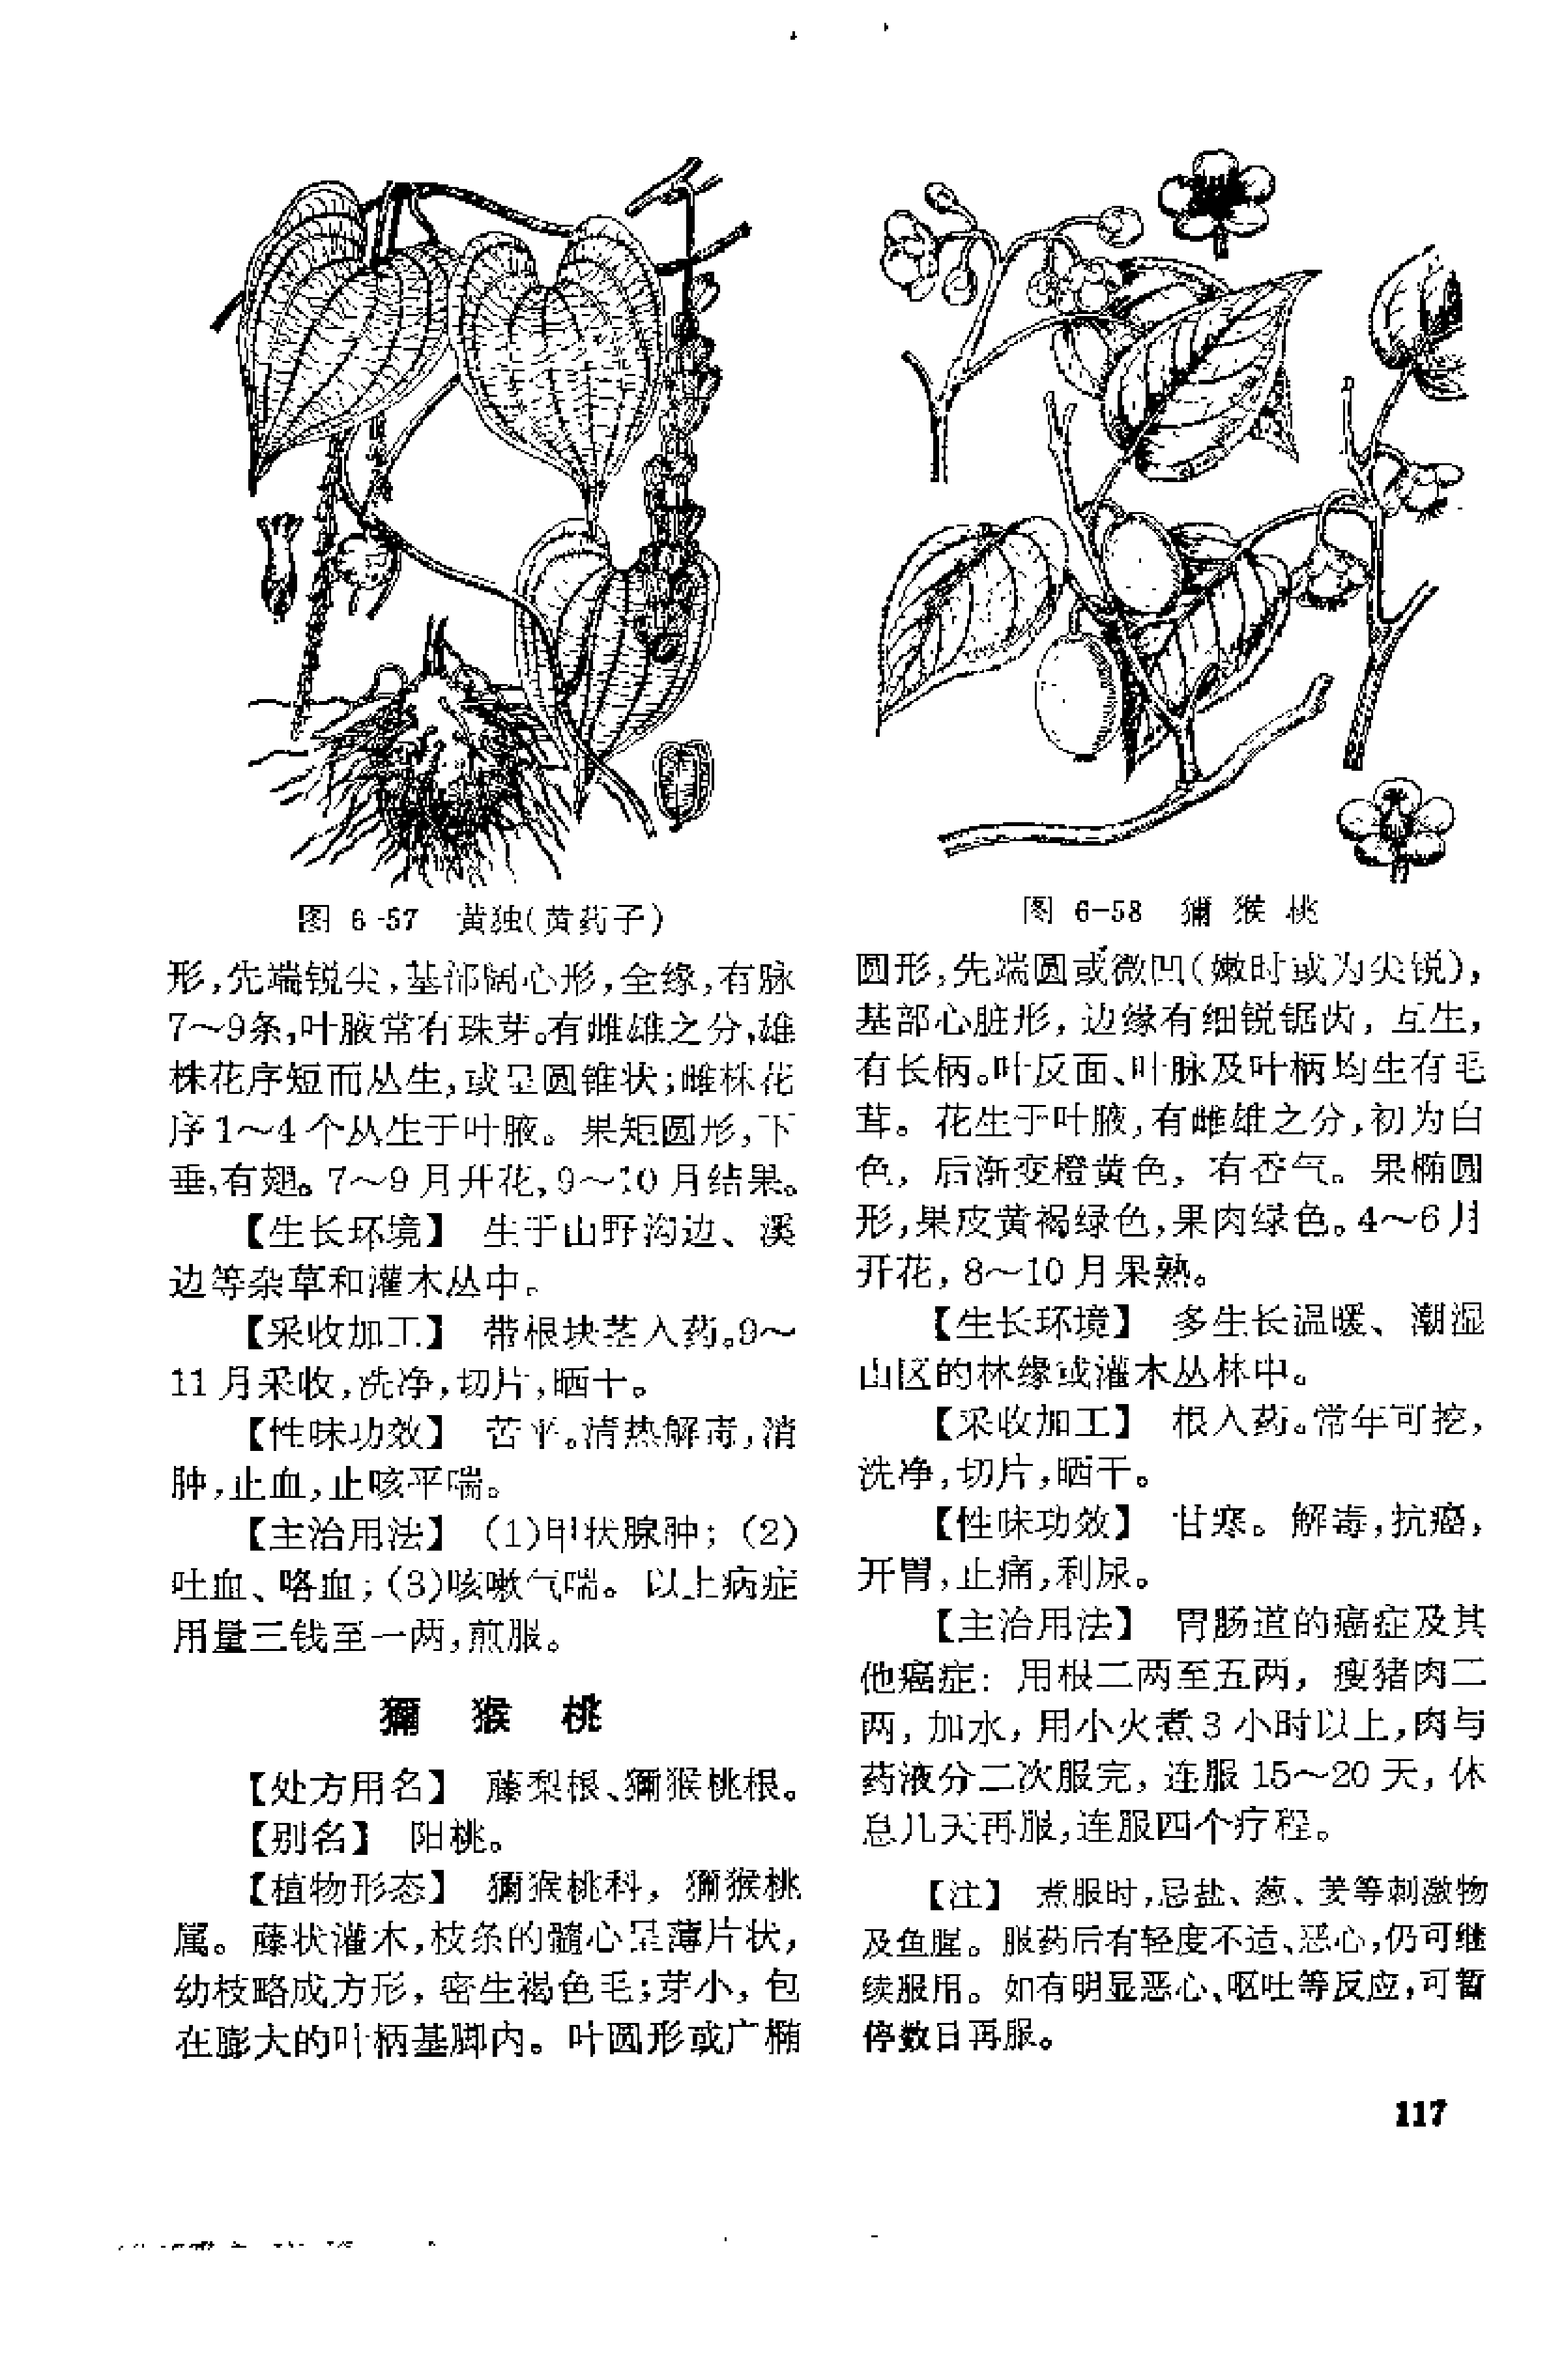 图 6-57 黄独(黄药子)
形,先端锐尖,基部阔心形,全缘,有脉
7～9条,叶腋常有珠芽。有雌雄之分,雄
株花序短而丛生,或呈圆锥状;雌株花
序1～4个丛生于叶腋。果矩圆形,下
垂,有翅。7～9月开花,9～10月结果。
【生长环境】 生于山野沟边、溪
边等杂草和灌木丛中。
【采收加工】 带根块茎入药。9～
11月采收,洗净,切片,晒干。
【性味功效】 苦平。清热解毒,消
肿,止血,止咳平喘。
【主治用法】 (1)甲状腺肿; (2)
吐血、咯血; (3)咳嗽气喘。以上病症
用量三钱至一两,煎服。
猕 猴 桃
【处方用名】 藤梨根、獼猴桃根。
【别名】 阳桃。
【植物形态】 獼猴桃科, 獼猴桃
属。藤状灌木,枝条的髓心呈薄片状,
幼枝略成方形, 密生褐色毛;芽小, 包
在膨大的叶柄基脚内。叶圆形或广椭
图 6-58 獼 猴 桃
圆形,先端圆或微凹(嫩时或为尖锐),
基部心脏形, 边缘有细锐锯齿, 互生,
有长柄。叶反面、叶脉及叶柄均生有毛
茸。花生于叶腋,有雌雄之分,初为白
色, 后渐变橙黄色, 有香气。果椭圆
形,果皮黄褐绿色,果肉绿色。4～6月
开花, 8～10月果熟。
【生长环境】 多生长温暖、潮湿
山区的林缘或灌木丛林中。
【采收加工】 根入药。常年可挖,
洗净,切片,晒干。
【性味功效】 甘寒。解毒,抗癌,
开胃,止痛,利尿。
【主治用法】 胃肠道的癌症及其
他癌症: 用根二两至五两, 瘦猪肉二
两, 加水, 用小火煮3小时以上,肉与
药液分二次服完, 连服15～20天, 休
息几天再服,连服四个疗程。
【注】 煮服时,忌盐、葱、姜等刺激物
及鱼腥。服药后有轻度不适、恶心,仍可继
续服用。如有明显恶心、呕吐等反应,可暂
停数日再服。
117